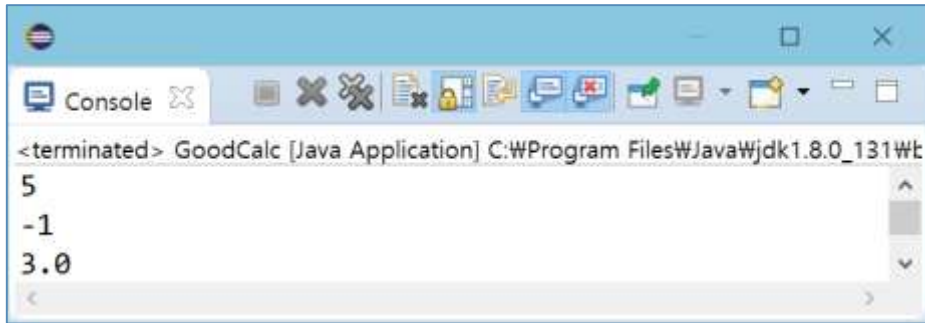 Console
<terminated> GoodCalc [Java Application] C:₩Program Files₩Java₩jdk1.8.0_131₩b
5
-1
3.0